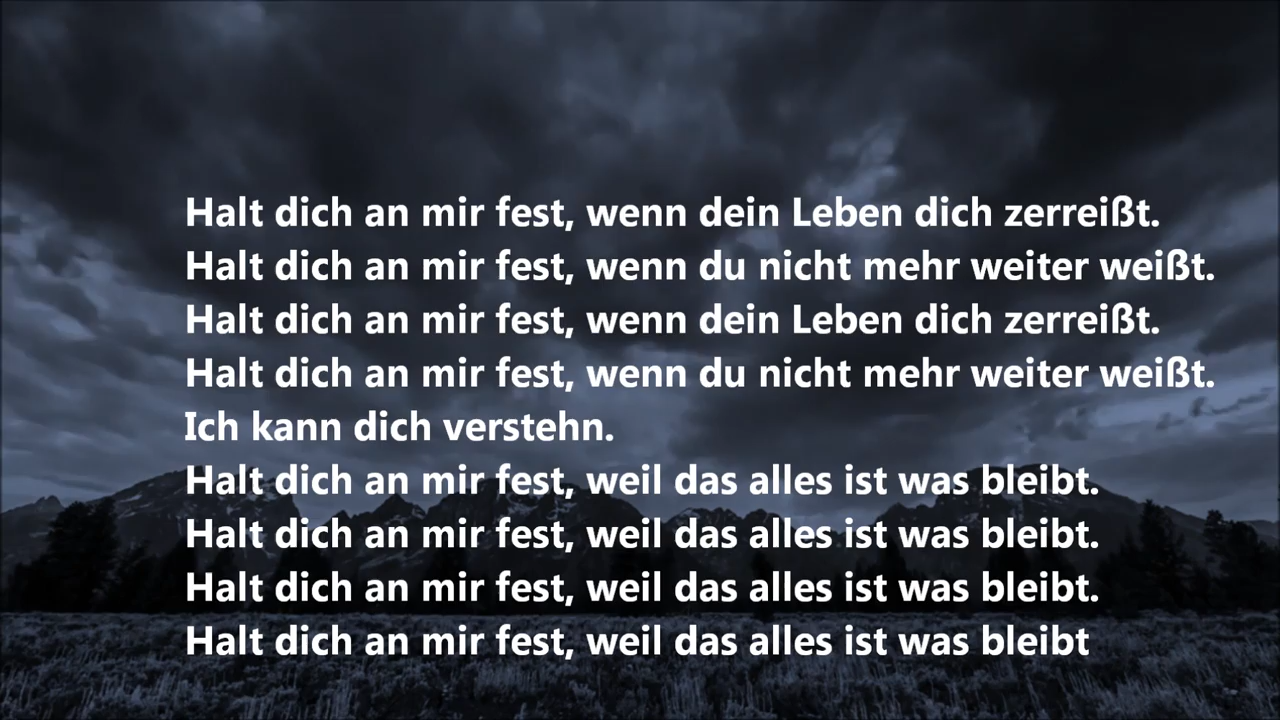 Halt dich an mir fest, wenn dein Leben dich zerreißt.
Halt dich an mir fest, wenn du nicht mehr weiter weißt.
Halt dich an mir fest, wenn dein Leben dich zerreißt.
Halt dich an mir fest, wenn du nicht mehr weiter weißt.
Ich kann dich verstehn.
Halt dich an mir fest, weil das alles ist was bleibt.
Halt dich an mir fest, weil das alles ist was bleibt.
Halt dich an mir fest, weil das alles ist was bleibt.
Halt dich an mir fest, weil das alles ist was bleibt